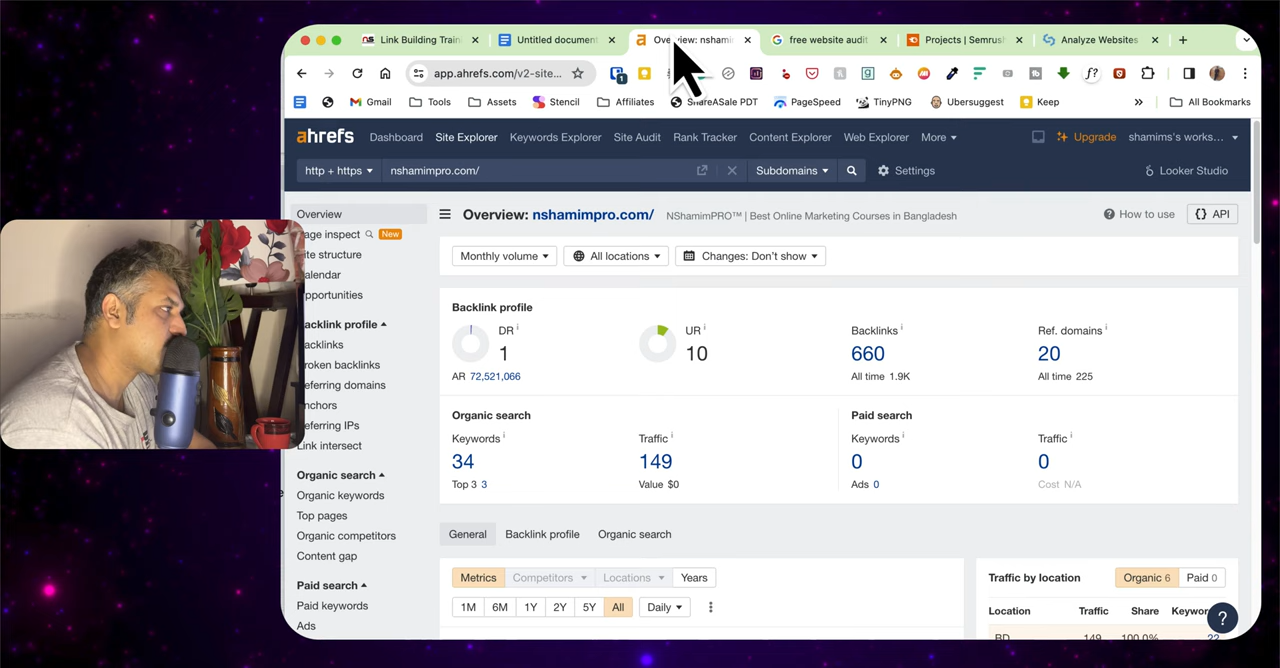 Link Building Train
Untitled document
Overview: nshami
free website audit
Projects | Semrush
Analyze Websites
app.ahrefs.com/v2-site...
1
Gmail
Tools
Assets
Stencil
Affiliates
ShareASale PDT
PageSpeed
TinyPNG
Ubersuggest
Keep
»
All Bookmarks
ahrefs
Dashboard
Site Explorer
Keywords Explorer
Site Audit
Rank Tracker
Content Explorer
Web Explorer
More
Upgrade
shamims's works...
http + https
nshamimpro.com/
Subdomains
Settings
Looker Studio
Overview
age inspect
New
ite structure
alendar
pportunities
acklink profile
acklinks
roken backlinks
eferring domains
nchors
eferring IPs
Link intersect
Organic search
Organic keywords
Top pages
Organic competitors
Content gap
Paid search
Paid keywords
Ads
Overview: nshamimpro.com/
NShamimPRO™ | Best Online Marketing Courses in Bangladesh
How to use
{} API
Monthly volume
All locations
Changes: Don't show
Backlink profile
DR
1
AR 72,521,066
UR
10
Backlinks
660
All time 1.9K
Ref. domains
20
All time 225
Organic search
Keywords
34
Top 3 3
Traffic
149
Value $0
Paid search
Keywords
0
Ads 0
Traffic
0
Cost N/A
General
Backlink profile
Organic search
Metrics
Competitors
Locations
Years
1M
6M
1Y
2Y
5Y
All
Daily
Traffic by location
Organic 6
Paid 0
Location
Traffic
Share
Keywor
BD
149
100.0%
22
?